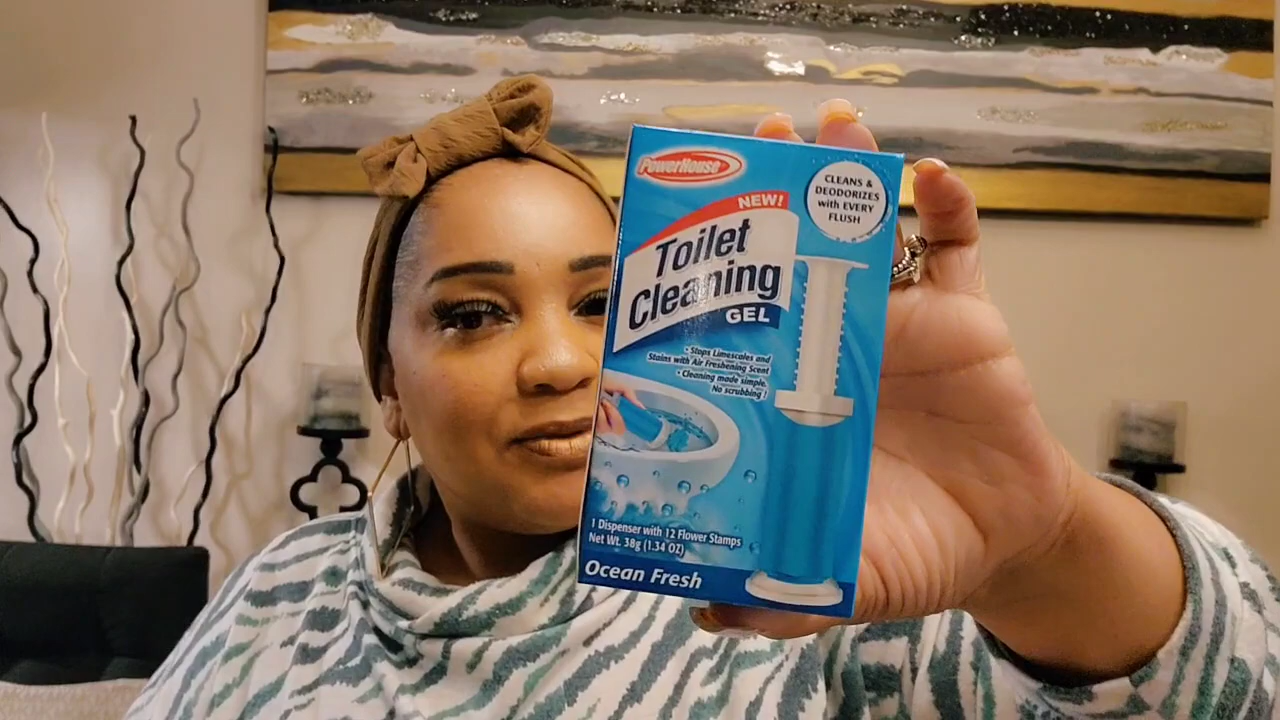 PowerHouse
CLEANS &
DEODORIZES
with EVERY
FLUSH
NEW!
Toilet
Cleaning
GEL
• Stops Limescales and
Stains with Air Freshening Scent
• Cleaning made simple.
No scrubbing!
1 Dispenser with 12 Flower Stamps
Net Wt. 38g (1.34 OZ)
Ocean Fresh